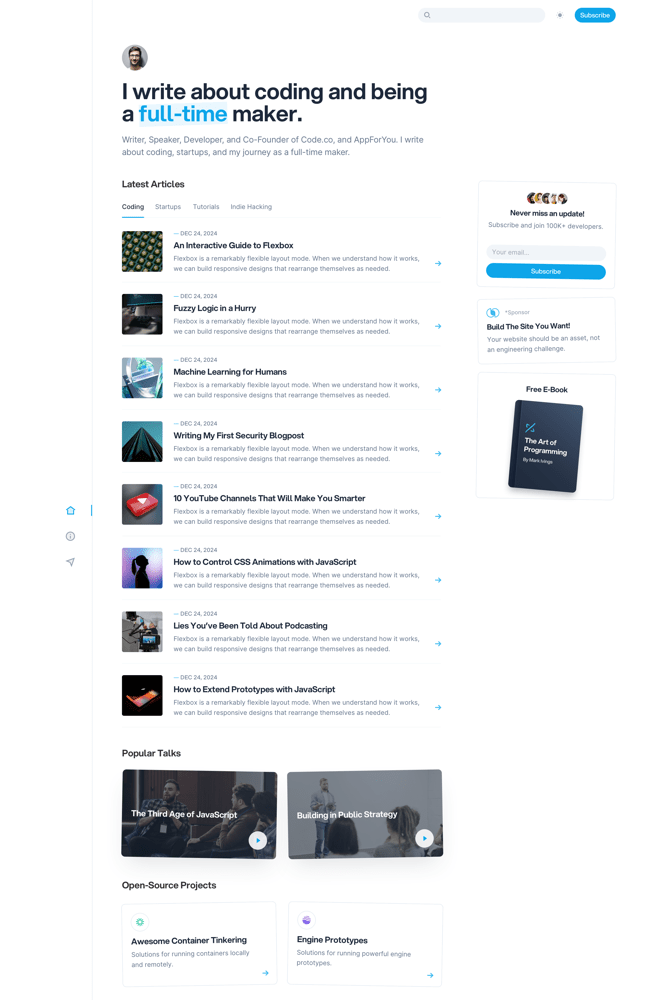 Subscribe
I write about coding and being
a full-time maker.
Writer, Speaker, Developer, and Co-Founder of Code.co, and AppForYou. I write
about coding, startups, and my journey as a full-time maker.
Latest Articles
Coding Startups Tutorials Indie Hacking
— DEC 24, 2024
An Interactive Guide to Flexbox
Flexbox is a remarkably flexible layout mode. When we understand how it works,
we can build responsive designs that rearrange themselves as needed.
— DEC 24, 2024
Fuzzy Logic in a Hurry
Flexbox is a remarkably flexible layout mode. When we understand how it works,
we can build responsive designs that rearrange themselves as needed.
— DEC 24, 2024
Machine Learning for Humans
Flexbox is a remarkably flexible layout mode. When we understand how it works,
we can build responsive designs that rearrange themselves as needed.
— DEC 24, 2024
Writing My First Security Blogpost
Flexbox is a remarkably flexible layout mode. When we understand how it works,
we can build responsive designs that rearrange themselves as needed.
— DEC 24, 2024
10 YouTube Channels That Will Make You Smarter
Flexbox is a remarkably flexible layout mode. When we understand how it works,
we can build responsive designs that rearrange themselves as needed.
— DEC 24, 2024
How to Control CSS Animations with JavaScript
Flexbox is a remarkably flexible layout mode. When we understand how it works,
we can build responsive designs that rearrange themselves as needed.
— DEC 24, 2024
Lies You've Been Told About Podcasting
Flexbox is a remarkably flexible layout mode. When we understand how it works,
we can build responsive designs that rearrange themselves as needed.
— DEC 24, 2024
How to Extend Prototypes with JavaScript
Flexbox is a remarkably flexible layout mode. When we understand how it works,
we can build responsive designs that rearrange themselves as needed.
Never miss an update!
Subscribe and join 100K+ developers.
Your email...
Subscribe
*Sponsor
Build The Site You Want!
Your website should be an asset, not
an engineering challenge.
Free E-Book
The Art of
Programming
By Mark Ivings
Popular Talks
The Third Age of JavaScript
Building in Public Strategy
Open-Source Projects
Awesome Container Tinkering
Solutions for running containers locally
and remotely.
Engine Prototypes
Solutions for running powerful engine
prototypes.